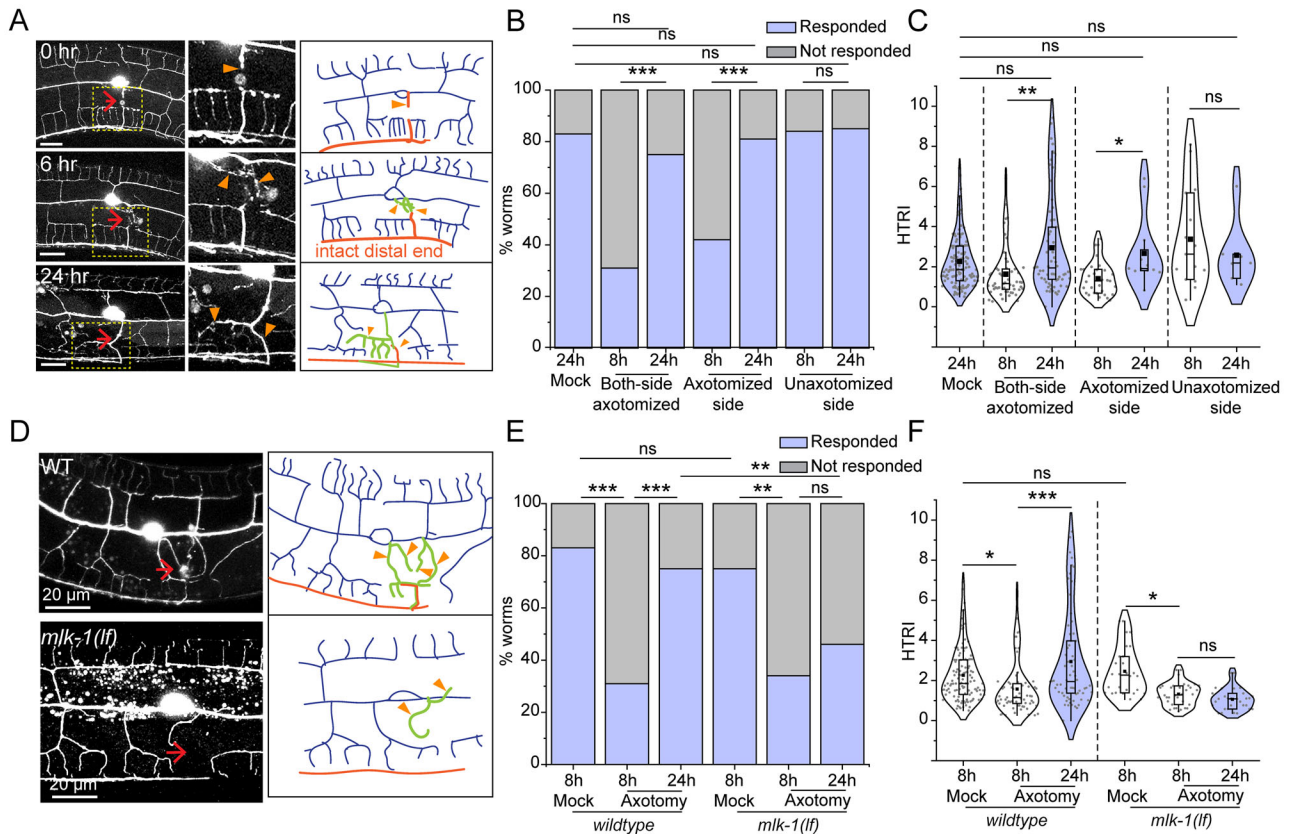 A
0 hr
6 hr
24 hr
intact distal end
B
ns
ns
ns
*** *** ns
Responded
Not responded
% worms
100
80
60
40
20
0
24h 8h 24h 8h 24h 8h 24h
Mock Both-side axotomized Axotomized side Unaxotomized side
C
ns
ns
ns
** * ns
HTRI
10
8
6
4
2
0
24h 8h 24h 8h 24h 8h 24h
Mock Both-side axotomized Axotomized side Unaxotomized side
D
WT
20 µm
mlk-1(lf)
20 µm
E
Responded
Not responded
ns
**
*** *** ** ns
% worms
100
80
60
40
20
0
8h 8h 24h 8h 8h 24h
Mock Axotomy Mock Axotomy
wildtype mlk-1(lf)
F
ns
***
* * ns
HTRI
10
8
6
4
2
0
8h 8h 24h 8h 8h 24h
Mock Axotomy Mock Axotomy
wildtype mlk-1(lf)